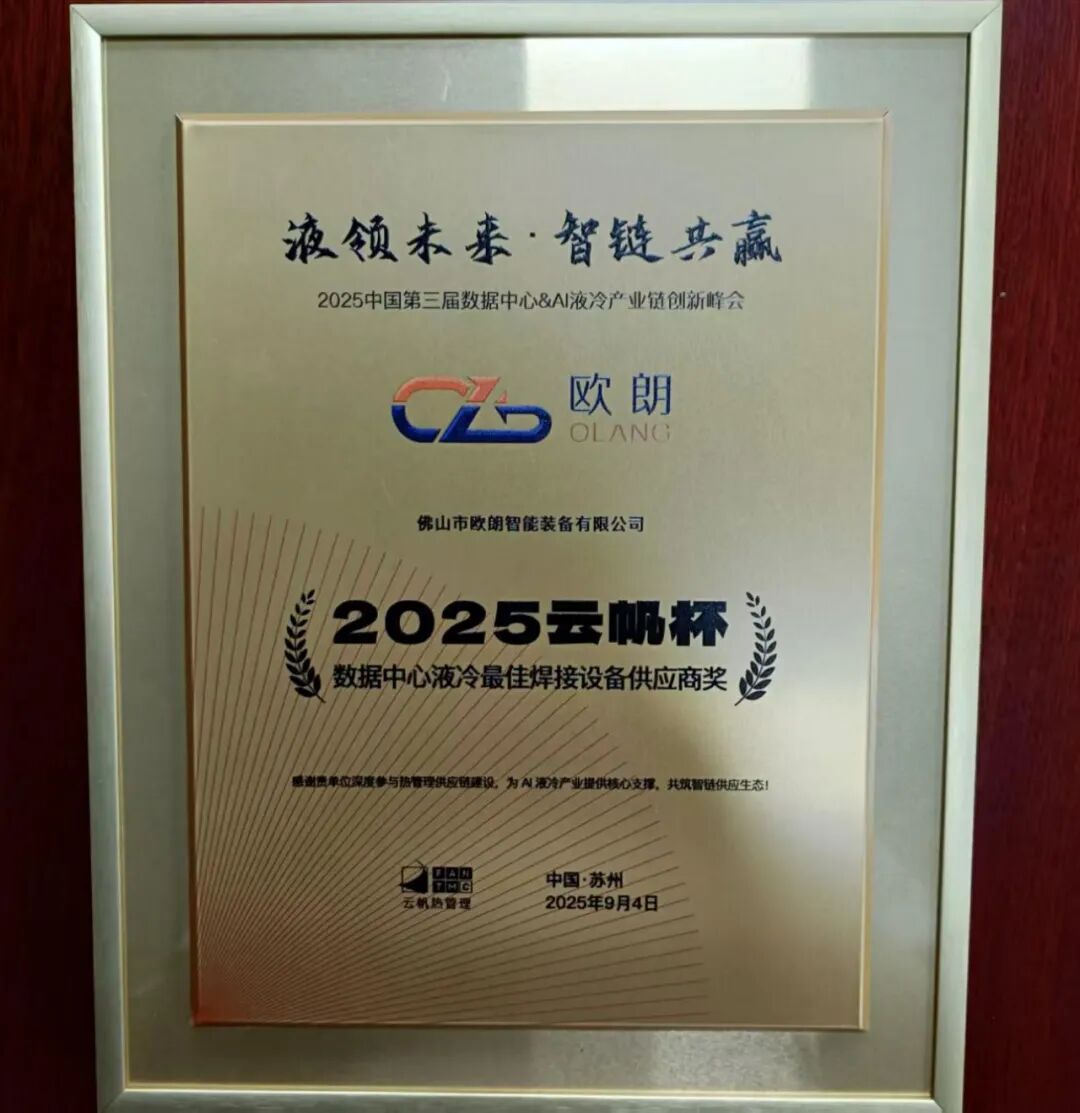 液领未来·智链共赢
2025中国第三届数据中心&AI液冷产业链创新峰会
欧朗
OLANG
佛山市欧朗智能装备有限公司
2025云帆杯
数据中心液冷最佳焊接设备供应商奖
感谢贵单位深度参与热管理供应链建设，为 AI 液冷产业提供核心支撑，共筑智链供应生态！
FAN
TMC
云帆热管理
中国·苏州
2025年9月4日